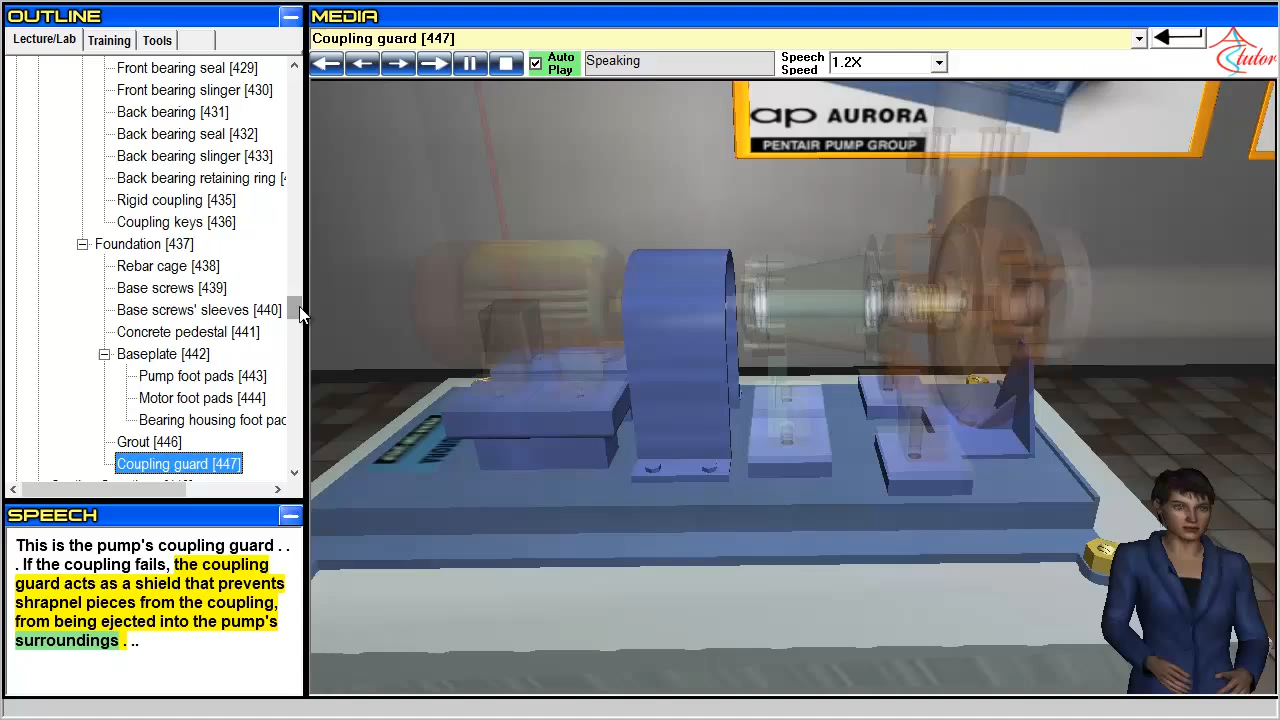 OUTLINE
Lecture/Lab
Training
Tools
Front bearing seal [429]
Front bearing slinger [430]
Back bearing [431]
Back bearing seal [432]
Back bearing slinger [433]
Back bearing retaining ring [
Rigid coupling [435]
Coupling keys [436]
Foundation [437]
Rebar cage [438]
Base screws [439]
Base screws' sleeves [440]
Concrete pedestal [441]
Baseplate [442]
Pump foot pads [443]
Motor foot pads [444]
Bearing housing foot pad
Grout [446]
Coupling guard [447]
SPEECH
This is the pump's coupling guard . .
. If the coupling fails, the coupling
guard acts as a shield that prevents
shrapnel pieces from the coupling,
from being ejected into the pump's
surroundings . ..
MEDIA
Coupling guard [447]
Auto
Play
Speaking
Speech
Speed
1.2X
tutor
ap AURORA
PENTAIR PUMP GROUP